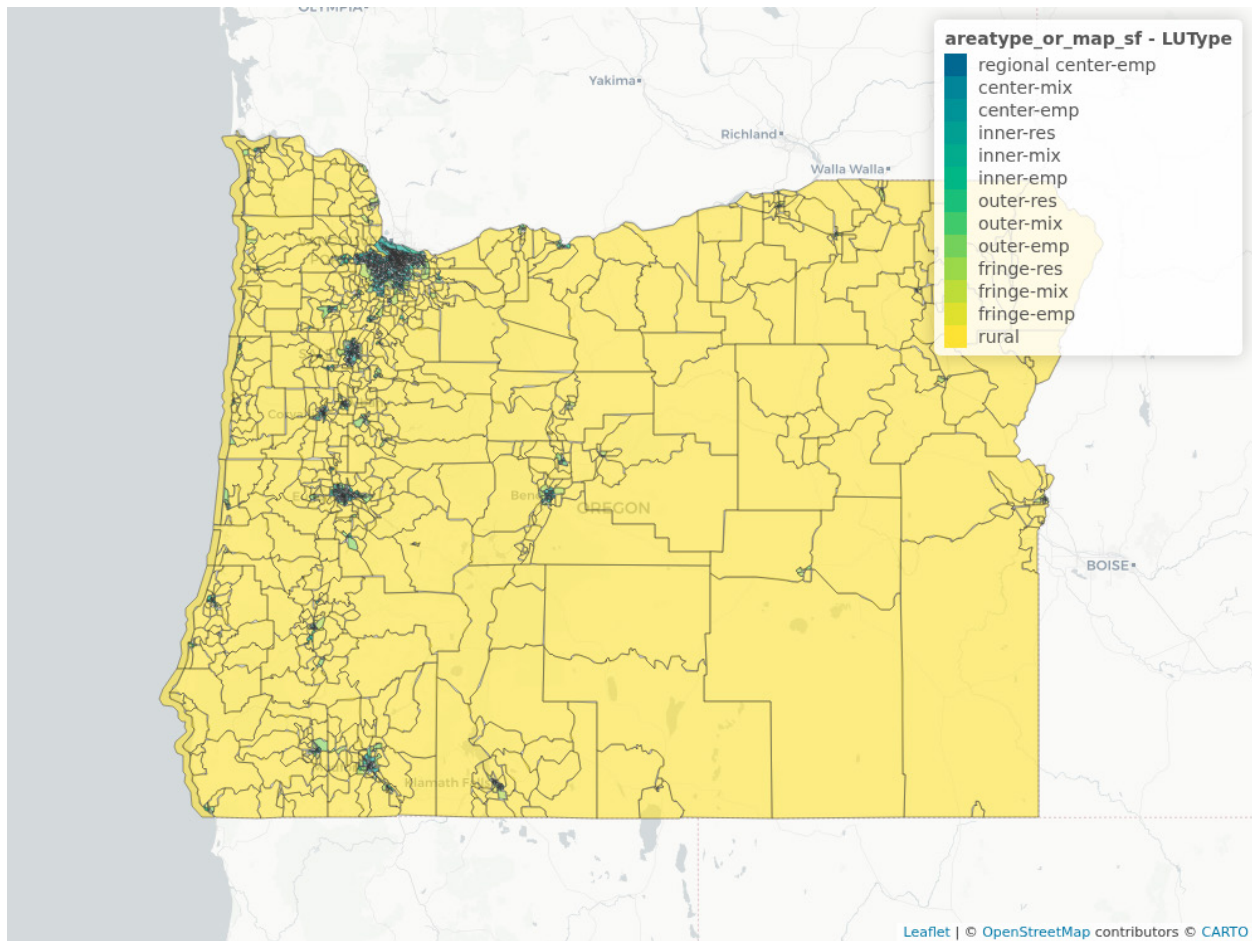 OLYMPIA
areatype_or_map_sf - LUType
regional center-emp
center-mix
center-emp
inner-res
inner-mix
inner-emp
outer-res
outer-mix
outer-emp
fringe-res
fringe-mix
fringe-emp
rural
Yakima
Richland
Walla Walla
OREGON
BOISE
Klamath Falls
Leaflet | © OpenStreetMap contributors © CARTO